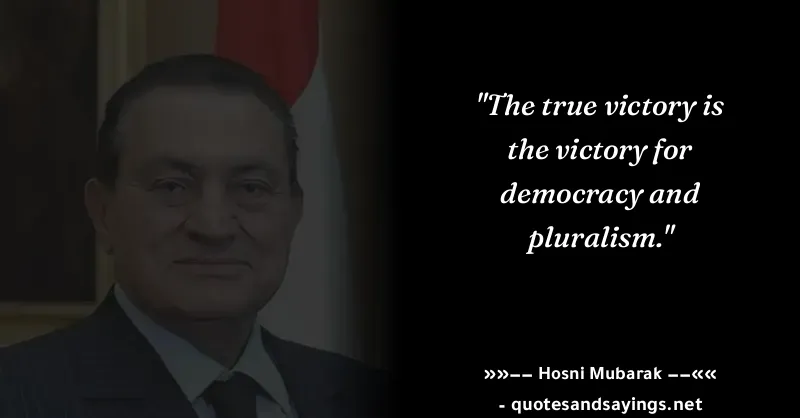 "The true victory is
the victory for
democracy and
pluralism."
»»−− Hosni Mubarak −−««
- quotesandsayings.net